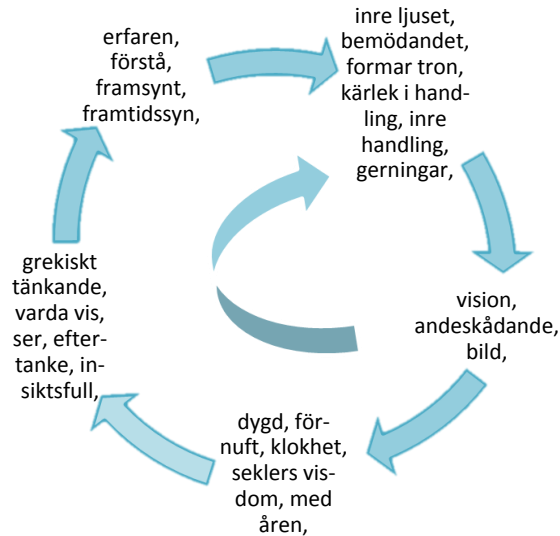 erfaren,
förstå,
framsynt,
framtidssyn,
inre ljuset,
bemödandet,
formar tron,
kärlek i hand-
ling, inre
handling,
gerningar,
vision,
andeskådande,
bild,
dygd, för-
nuft, klokhet,
seklers vis-
dom, med
åren,
grekiskt
tänkande,
varda vis,
ser, efter-
tanke, in-
siktsfull,